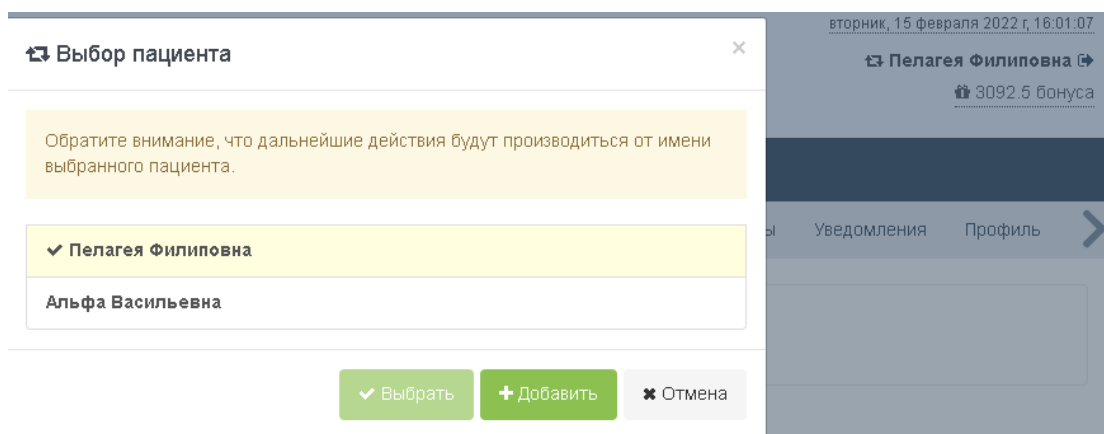 вторник, 15 февраля 2022 г, 16:01:07
Выбор пациента
Пелагея Филиповна
3092.5 бонуса
Обратите внимание, что дальнейшие действия будут производиться от имени
выбранного пациента.
ы Уведомления Профиль
Пелагея Филиповна
Альфа Васильевна
Выбрать Добавить Отмена